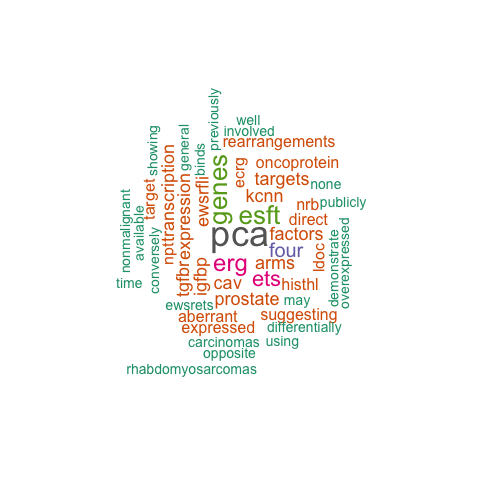 previously
well
involved
rearrangements
showing
general
binds
ecrg
oncoprotein
npttranscription
target
ewsrfli
genes
kcnn
targets
none
nonmalignant
available
conversely
tgfbrexpression
esft
nrb
publicly
direct
pca
factors
four
ldoc
demonstrate
overexpressed
igfbp
erg
arms
time
cav
ets
histhl
ewsrets
prostate
may
aberrant
suggesting
expressed
differentially
carcinomas
using
opposite
rhabdomyosarcomas